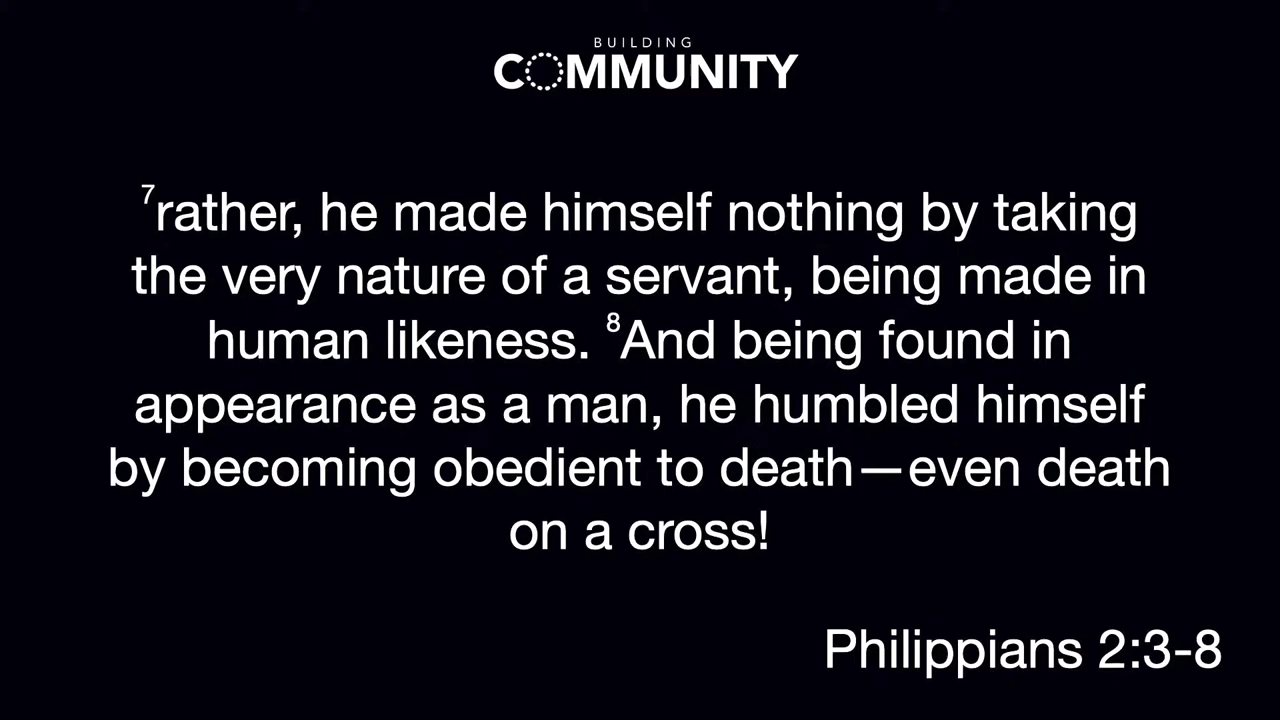 BUILDING
COMMUNITY
⁷rather, he made himself nothing by taking
the very nature of a servant, being made in
human likeness. ⁸And being found in
appearance as a man, he humbled himself
by becoming obedient to death—even death
on a cross!
Philippians 2:3-8